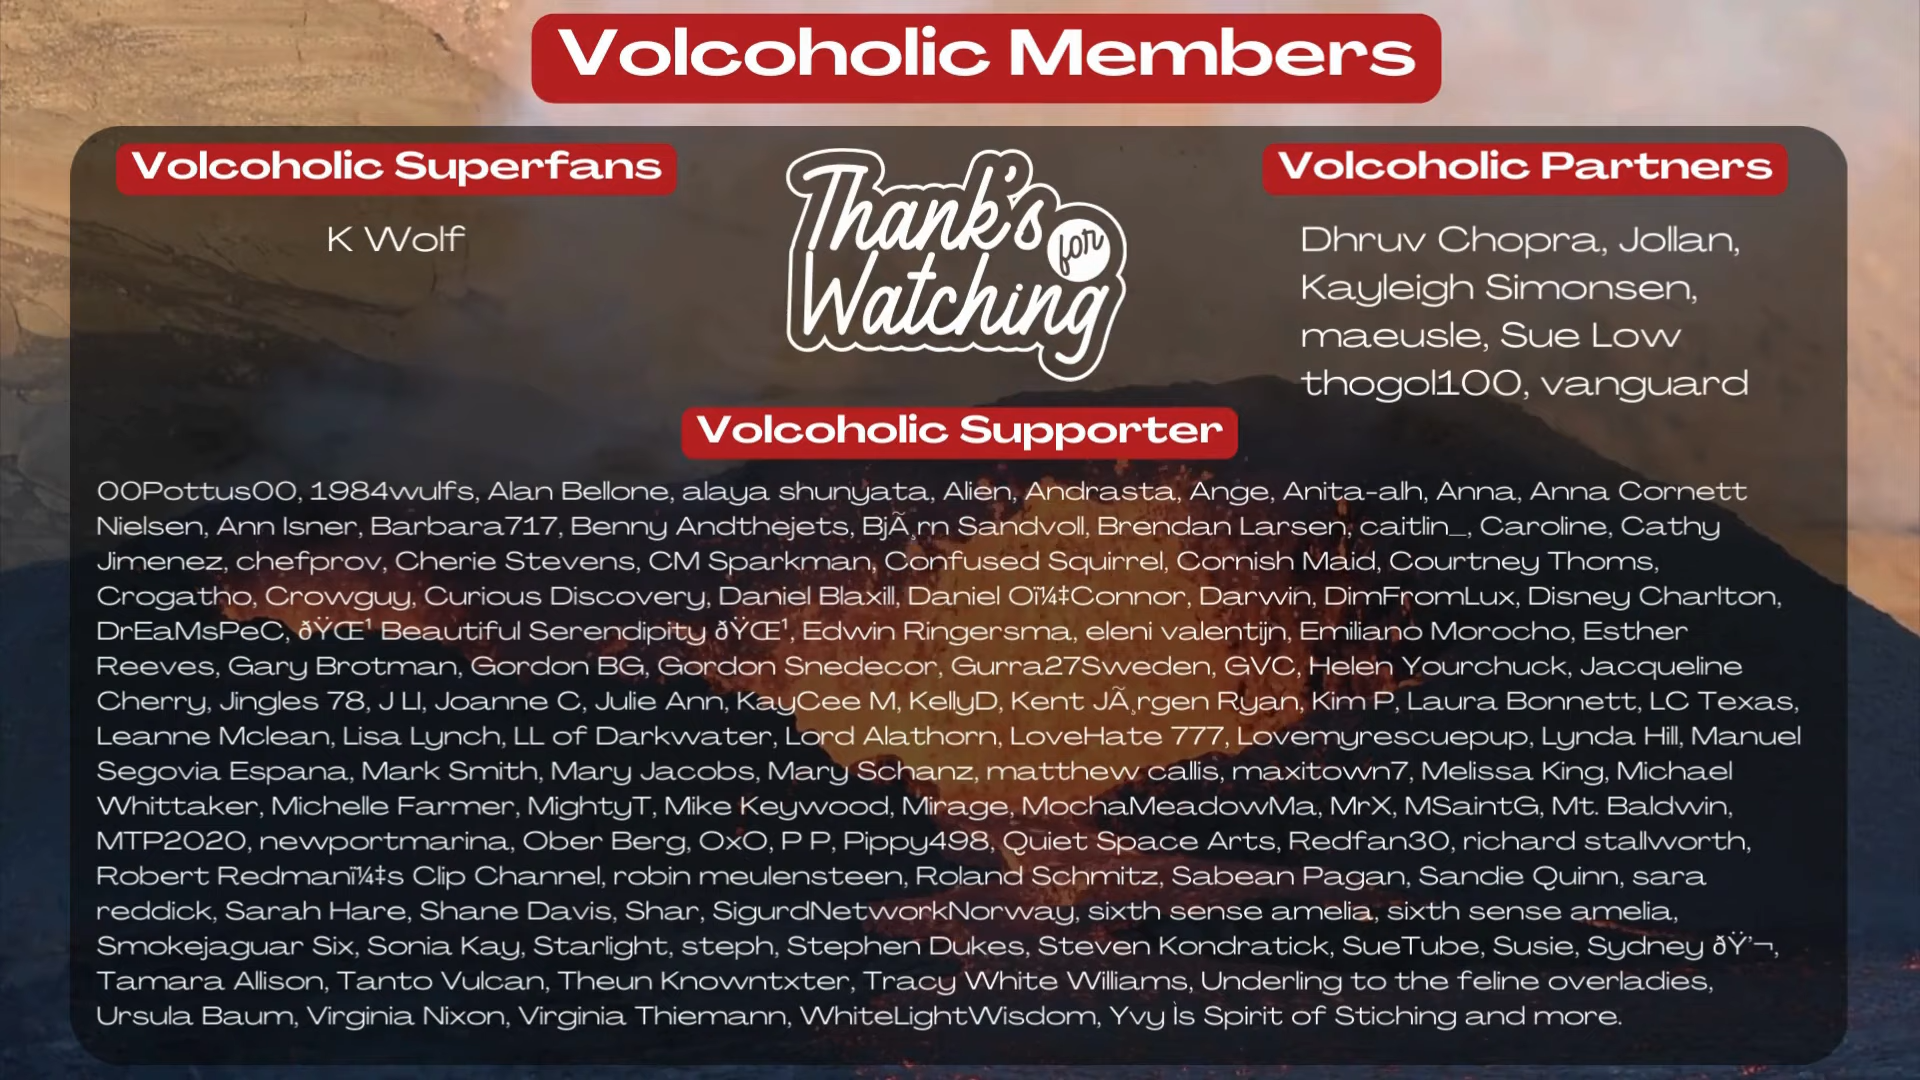 Volcoholic Members
Volcoholic Superfans
K Wolf
Thank's
for
Watching
Volcoholic Partners
Dhruv Chopra, Jollan,
Kayleigh Simonsen,
maeusle, Sue Low
thogol100, vanguard
Volcoholic Supporter
00Pottus00, 1984wulfs, Alan Bellone, alaya shunyata, Alien, Andrasta, Ange, Anita-alh, Anna, Anna Cornett
Nielsen, Ann Isner, Barbara717, Benny Andthejets, BjÃ¸rn Sandvoll, Brendan Larsen, caitlin_, Caroline, Cathy
Jimenez, chefprov, Cherie Stevens, CM Sparkman, Confused Squirrel, Cornish Maid, Courtney Thoms,
Crogatho, Crowguy, Curious Discovery, Daniel Blaxill, Daniel Oï¼‡Connor, Darwin, DimFromLux, Disney Charlton,
DrEaMsPeC, ðŸŒ¹ Beautiful Serendipity ðŸŒ¹, Edwin Ringersma, eleni valentijn, Emiliano Morocho, Esther
Reeves, Gary Brotman, Gordon BG, Gordon Snedecor, Gurra27Sweden, GVC, Helen Yourchuck, Jacqueline
Cherry, Jingles 78, J Ll, Joanne C, Julie Ann, KayCee M, KellyD, Kent JÃ¸rgen Ryan, Kim P, Laura Bonnett, LC Texas,
Leanne Mclean, Lisa Lynch, LL of Darkwater, Lord Alathorn, LoveHate 777, Lovemyrescuepup, Lynda Hill, Manuel
Segovia Espana, Mark Smith, Mary Jacobs, Mary Schanz, matthew callis, maxitown7, Melissa King, Michael
Whittaker, Michelle Farmer, MightyT, Mike Keywood, Mirage, MochaMeadowMa, MrX, MSaintG, Mt. Baldwin,
MTP2020, newportmarina, Ober Berg, OxO, P P, Pippy498, Quiet Space Arts, Redfan30, richard stallworth,
Robert Redmanï¼‡s Clip Channel, robin meulensteen, Roland Schmitz, Sabean Pagan, Sandie Quinn, sara
reddick, Sarah Hare, Shane Davis, Shar, SigurdNetworkNorway, sixth sense amelia, sixth sense amelia,
Smokejaguar Six, Sonia Kay, Starlight, steph, Stephen Dukes, Steven Kondratick, SueTube, Susie, Sydney ðŸ’¬,
Tamara Allison, Tanto Vulcan, Theun Knowntxter, Tracy White Williams, Underling to the feline overladies,
Ursula Baum, Virginia Nixon, Virginia Thiemann, WhiteLightWisdom, Yvy Ìs Spirit of Stiching and more.